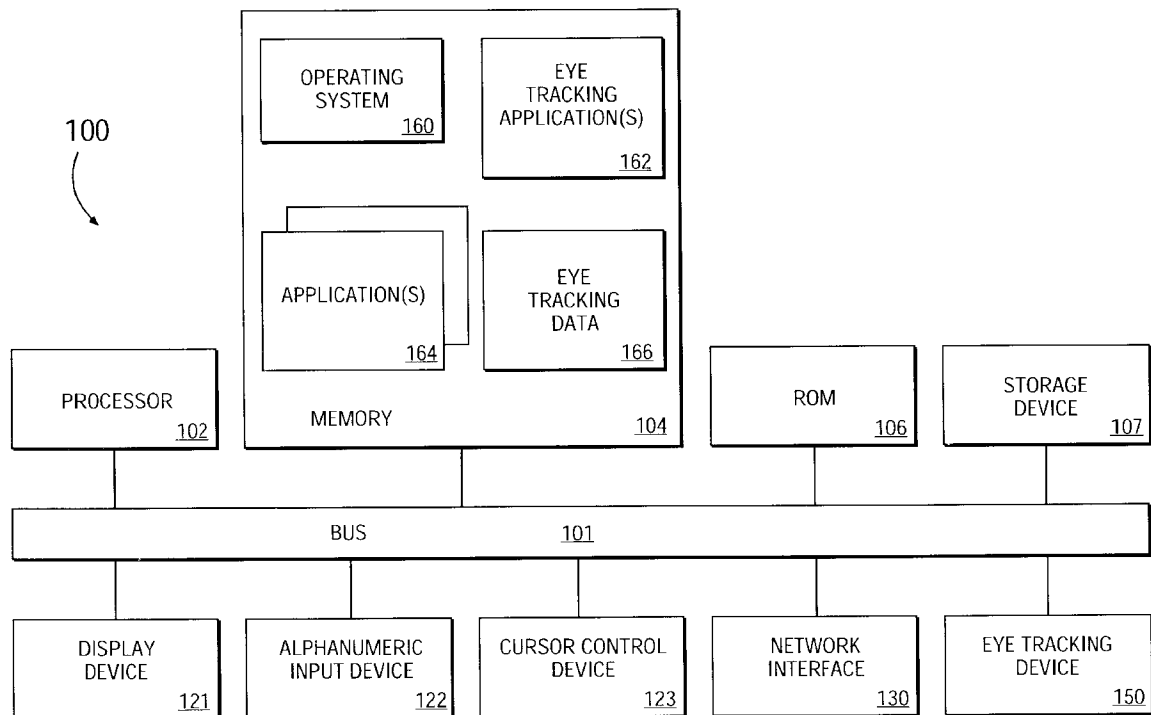 OPERATING
SYSTEM
160
EYE
TRACKING
APPLICATION(S)
162
100
APPLICATION(S)
164
EYE
TRACKING
DATA
166
MEMORY
104
PROCESSOR
102
ROM
106
STORAGE
DEVICE
107
BUS
101
DISPLAY
DEVICE
121
ALPHANUMERIC
INPUT DEVICE
122
CURSOR CONTROL
DEVICE
123
NETWORK
INTERFACE
130
EYE TRACKING
DEVICE
150